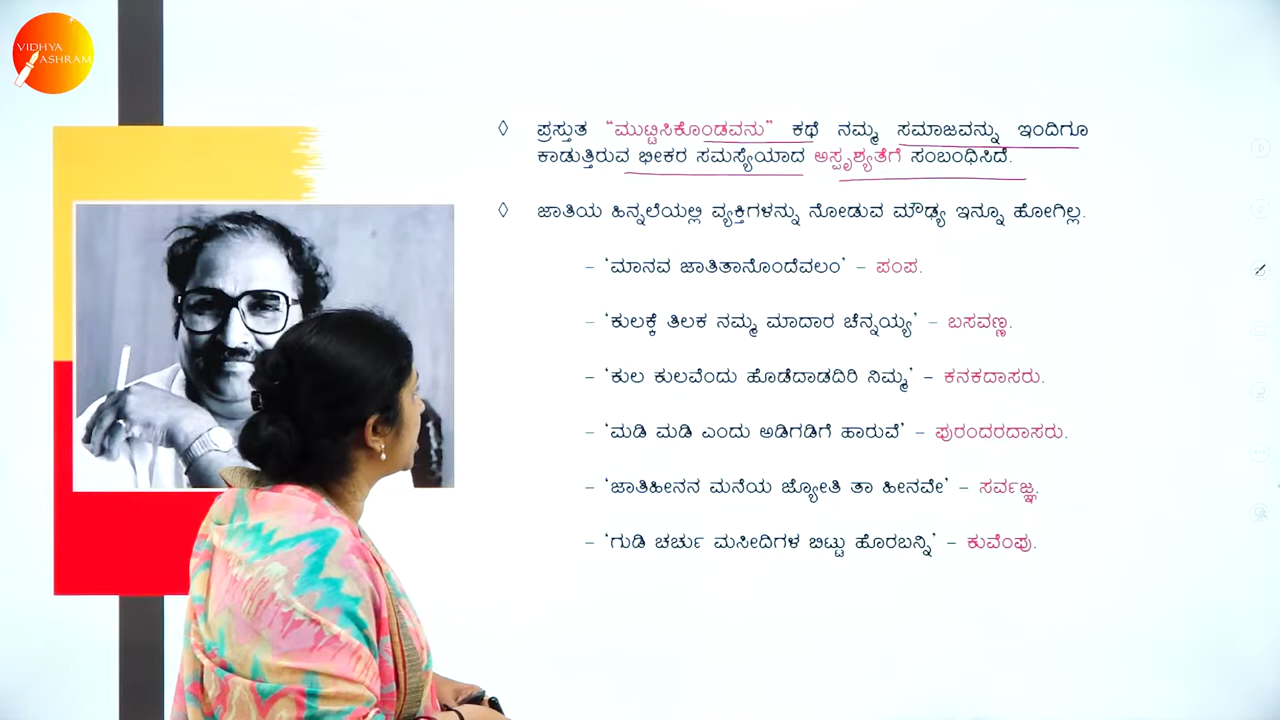 VIDHYA
ASHRAM
◊ ಪ್ರಸ್ತುತ “ಮುಟ್ಟಿಸಿಕೊಂಡವನು” ಕಥೆ ನಮ್ಮ ಸಮಾಜವನ್ನು ಇಂದಿಗೂ
ಕಾಡುತ್ತಿರುವ ಭೀಕರ ಸಮಸ್ಯೆಯಾದ ಅಸ್ಪೃಶ್ಯತೆಗೆ ಸಂಬಂಧಿಸಿದೆ.
◊ ಜಾತಿಯ ಹಿನ್ನಲೆಯಲ್ಲಿ ವ್ಯಕ್ತಿಗಳನ್ನು ನೋಡುವ ಮೌಢ್ಯ ಇನ್ನೂ ಹೋಗಿಲ್ಲ.
– ‘ಮಾನವ ಜಾತಿತಾನೊಂದೆವಲಂ’ – ಪಂಪ.
– ‘ಕುಲಕ್ಕೆ ತಿಲಕ ನಮ್ಮ ಮಾದಾರ ಚೆನ್ನಯ್ಯ’ – ಬಸವಣ್ಣ.
– ‘ಕುಲ ಕುಲವೆಂದು ಹೊಡೆದಾಡದಿರಿ ನಿಮ್ಮ’ – ಕನಕದಾಸರು.
– ‘ಮಡಿ ಮಡಿ ಎಂದು ಅಡಿಗಡಿಗೆ ಹಾರುವೆ’ – ಪುರಂದರದಾಸರು.
– ‘ಜಾತಿಹೀನನ ಮನೆಯ ಜ್ಯೋತಿ ತಾ ಹೀನವೇ’ – ಸರ್ವಜ್ಞ.
– ‘ಗುಡಿ ಚರ್ಚು ಮಸೀದಿಗಳ ಬಿಟ್ಟು ಹೊರಬನ್ನಿ’ – ಕುವೆಂಪು.